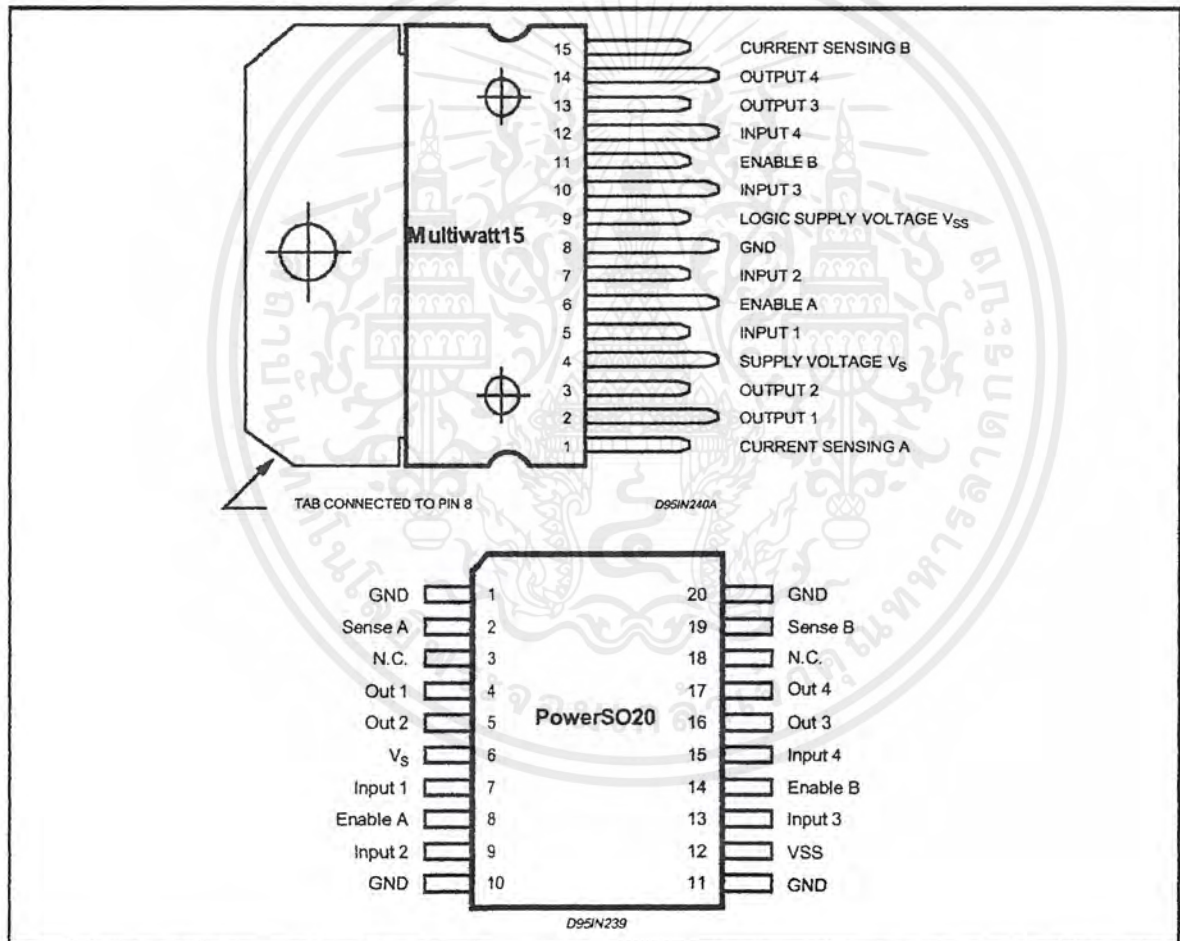 15 CURRENT SENSING B
14 OUTPUT 4
13 OUTPUT 3
12 INPUT 4
11 ENABLE B
10 INPUT 3
9 LOGIC SUPPLY VOLTAGE VSS
8 GND
7 INPUT 2
6 ENABLE A
5 INPUT 1
4 SUPPLY VOLTAGE VS
3 OUTPUT 2
2 OUTPUT 1
1 CURRENT SENSING A
Multiwatt15
TAB CONNECTED TO PIN 8
D95IN240A
GND 1 20 GND
Sense A 2 19 Sense B
N.C. 3 18 N.C.
Out 1 4 17 Out 4
Out 2 5 16 Out 3
VS 6 15 Input 4
Input 1 7 14 Enable B
Enable A 8 13 Input 3
Input 2 9 12 VSS
GND 10 11 GND
PowerSO20
D95IN239